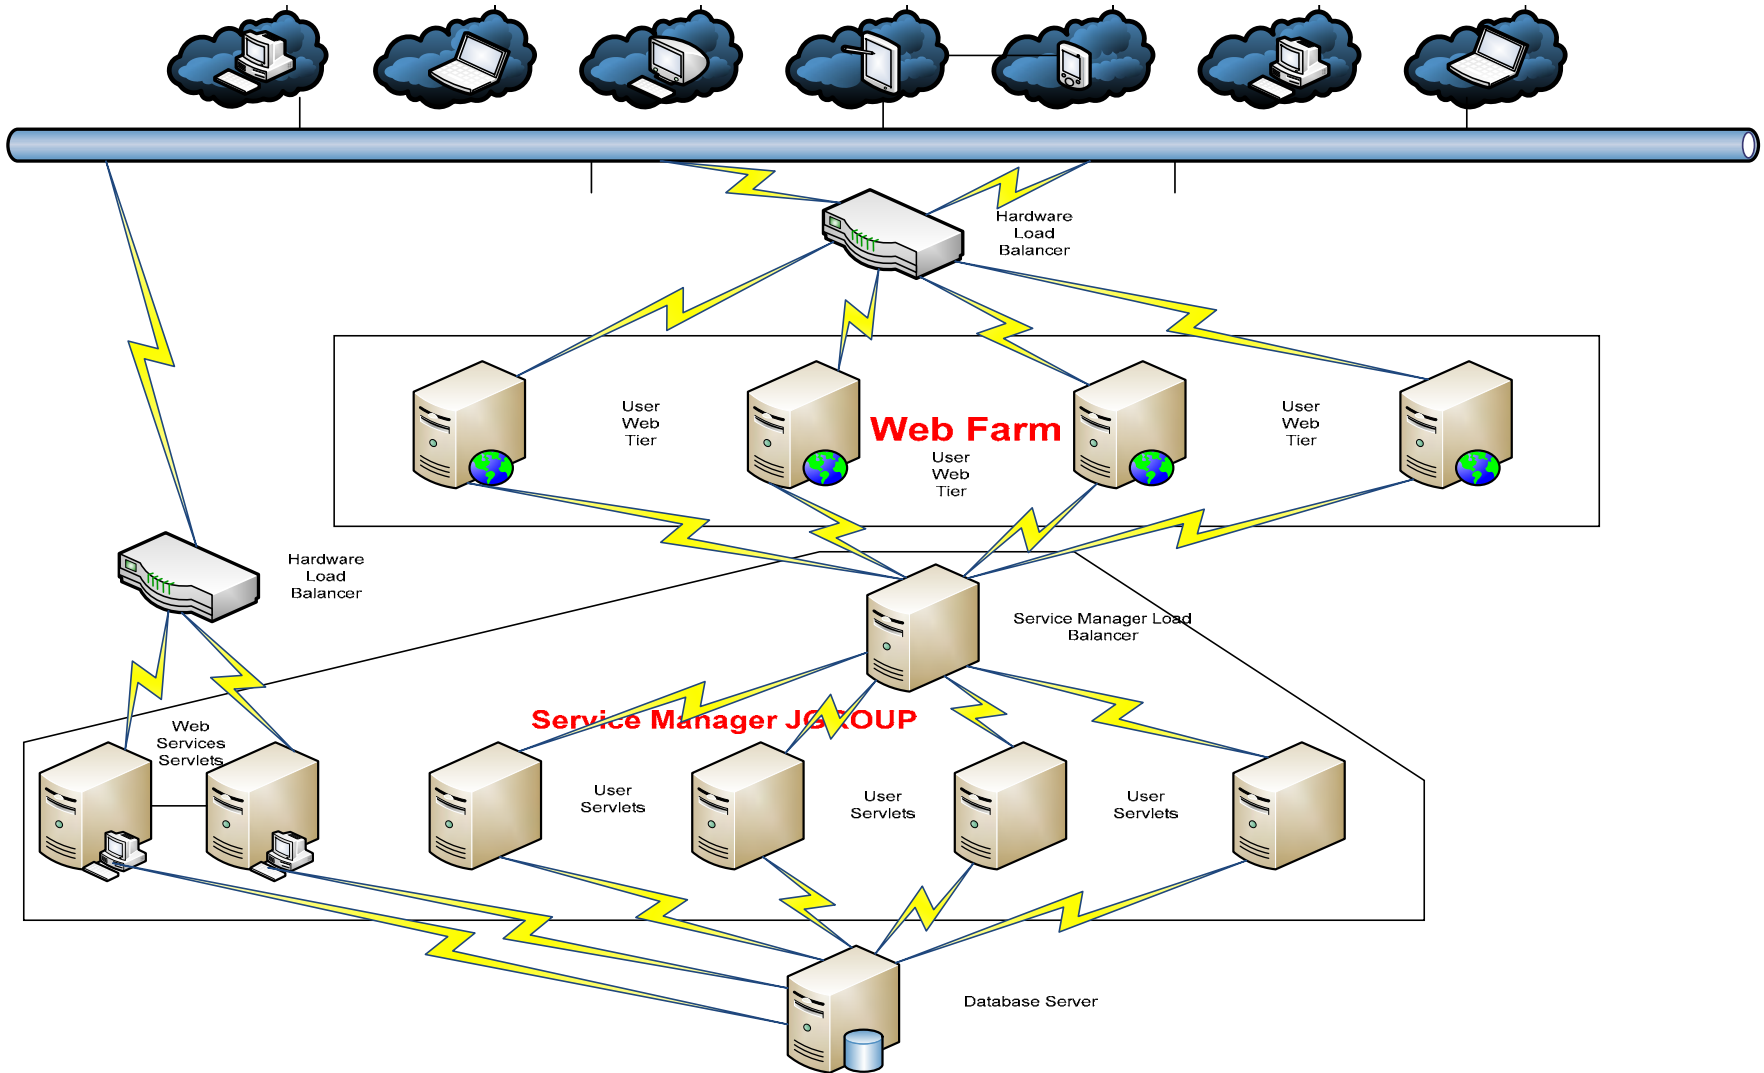 Hardware
Load
Balancer
User
Web
Tier
Web Farm
User
Web
Tier
User
Web
Tier
Hardware
Load
Balancer
Service Manager Load
Balancer
Service Manager JGROUP
Web
Services
Servlets
User
Servlets
User
Servlets
User
Servlets
Database Server